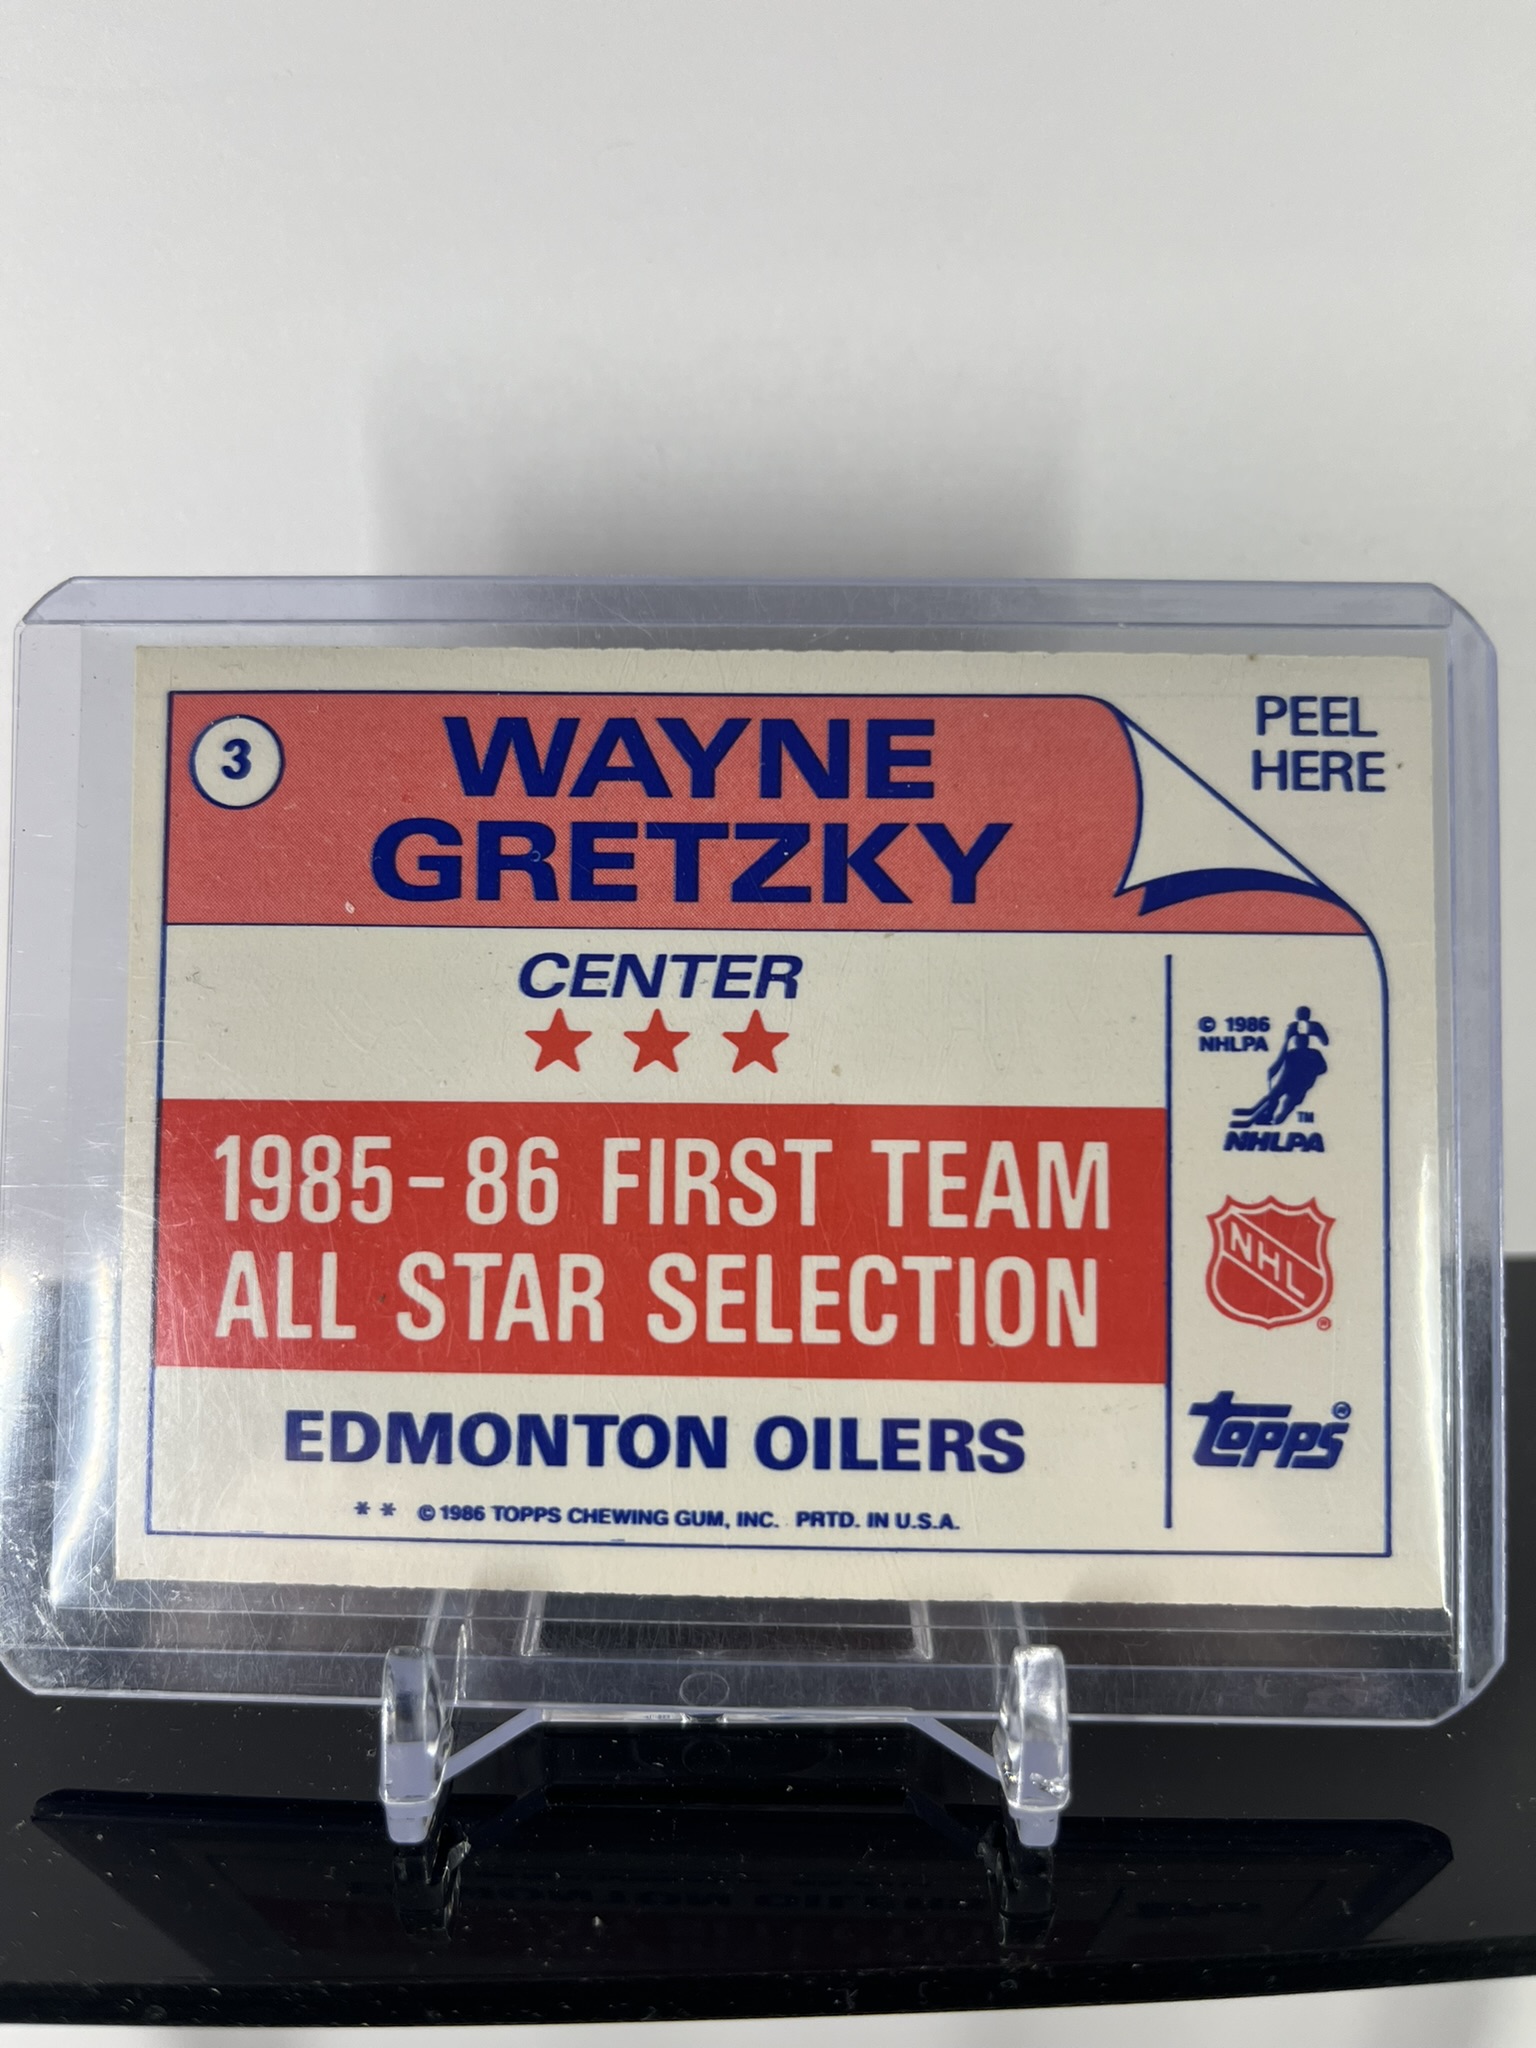 3
WAYNE
GRETZKY
PEEL
HERE
CENTER
1985-86 FIRST TEAM
ALL STAR SELECTION
EDMONTON OILERS
** © 1986 TOPPS CHEWING GUM, INC. PRTD. IN U.S.A.
© 1986
NHLPA
TM
NHLPA
NHL
®
topps®